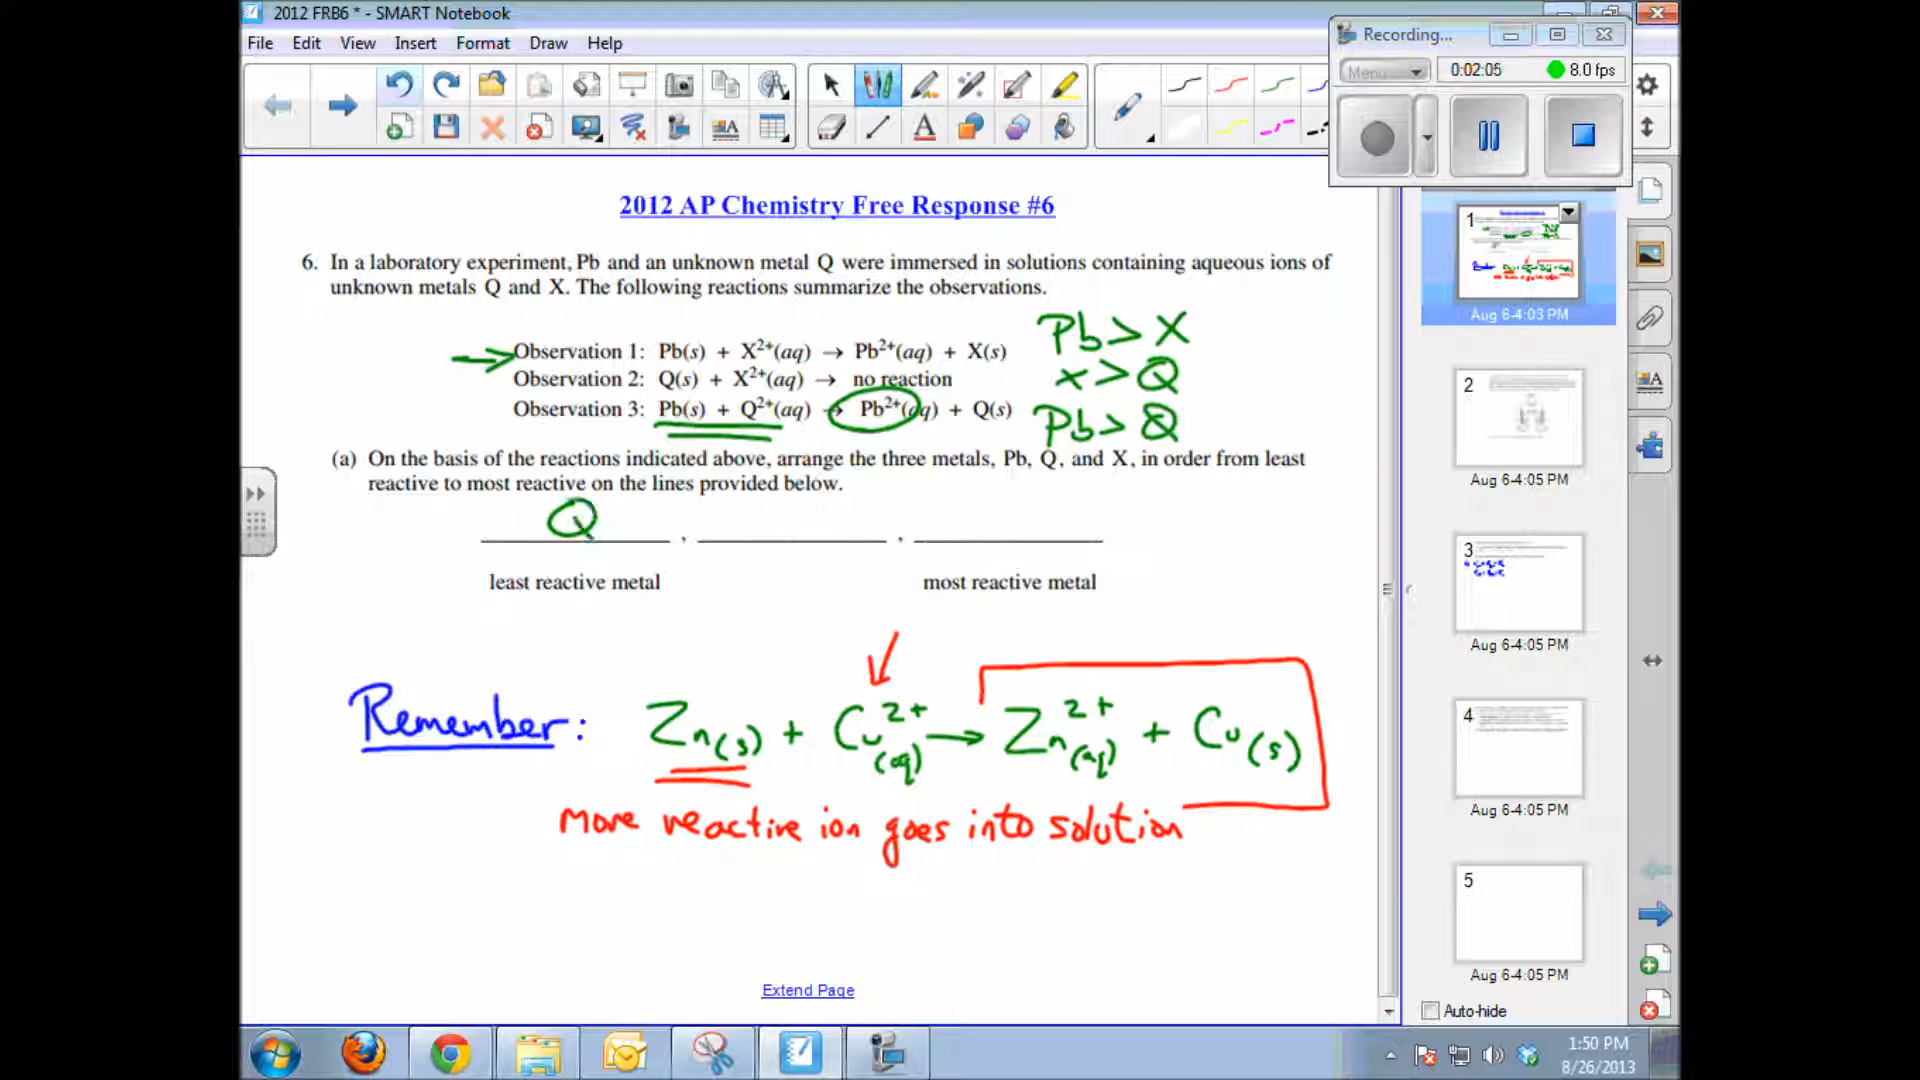 2012 FRB6 * - SMART Notebook
File Edit View Insert Format Draw Help
Recording...
Menu
0:02:05
8.0 fps
2012 AP Chemistry Free Response #6
6. In a laboratory experiment, Pb and an unknown metal Q were immersed in solutions containing aqueous ions of
unknown metals Q and X. The following reactions summarize the observations.
Observation 1: Pb(s) + X²⁺(aq) → Pb²⁺(aq) + X(s)
Observation 2: Q(s) + X²⁺(aq) → no reaction
Observation 3: Pb(s) + Q²⁺(aq) → Pb²⁺(aq) + Q(s)
Pb > X
x > Q
Pb > Q
(a) On the basis of the reactions indicated above, arrange the three metals, Pb, Q, and X, in order from least
reactive to most reactive on the lines provided below.
Q
least reactive metal
most reactive metal
Remember: Zn(s) + Cu²⁺(aq) → Zn²⁺(aq) + Cu(s)
More reactive ion goes into solution
Extend Page
1
Aug 6-4:03 PM
2
Aug 6-4:05 PM
3
Aug 6-4:05 PM
4
Aug 6-4:05 PM
5
Aug 6-4:05 PM
Auto-hide
1:50 PM
8/26/2013